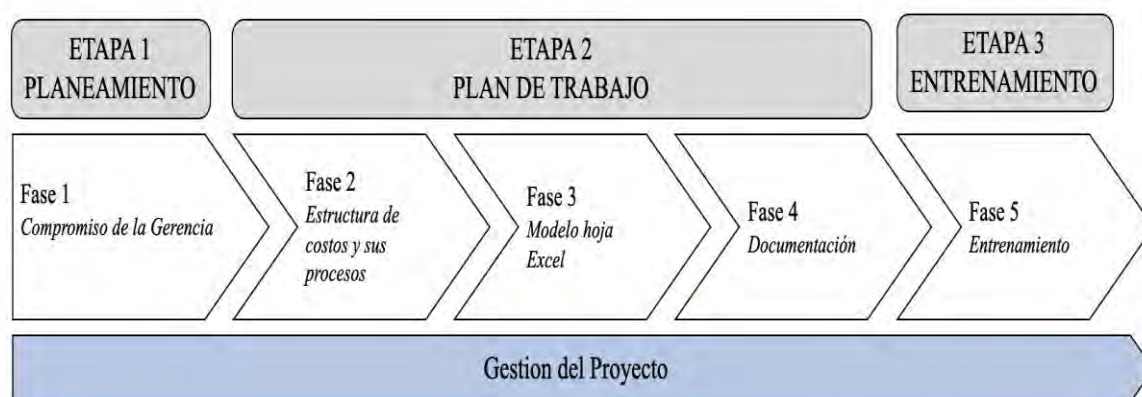 ETAPA 1
PLANEAMIENTO
ETAPA 2
PLAN DE TRABAJO
ETAPA 3
ENTRENAMIENTO
Fase 1
Compromiso de la Gerencia
Fase 2
Estructura de
costos y sus
procesos
Fase 3
Modelo hoja
Excel
Fase 4
Documentación
Fase 5
Entrenamiento
Gestion del Proyecto